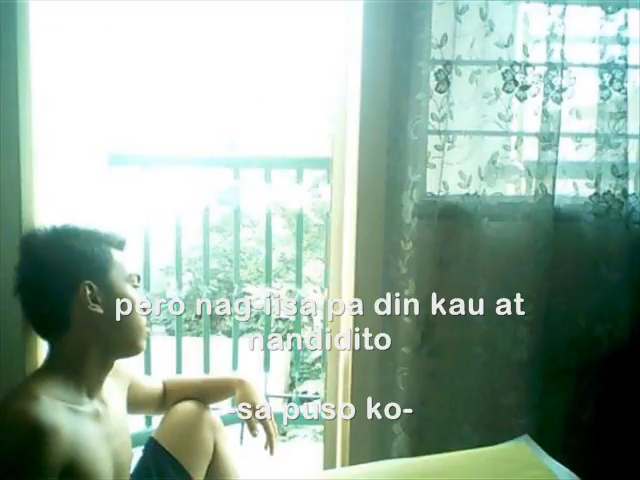 pero nag-iisa pa din kau at
nandidito
-sa puso ko-